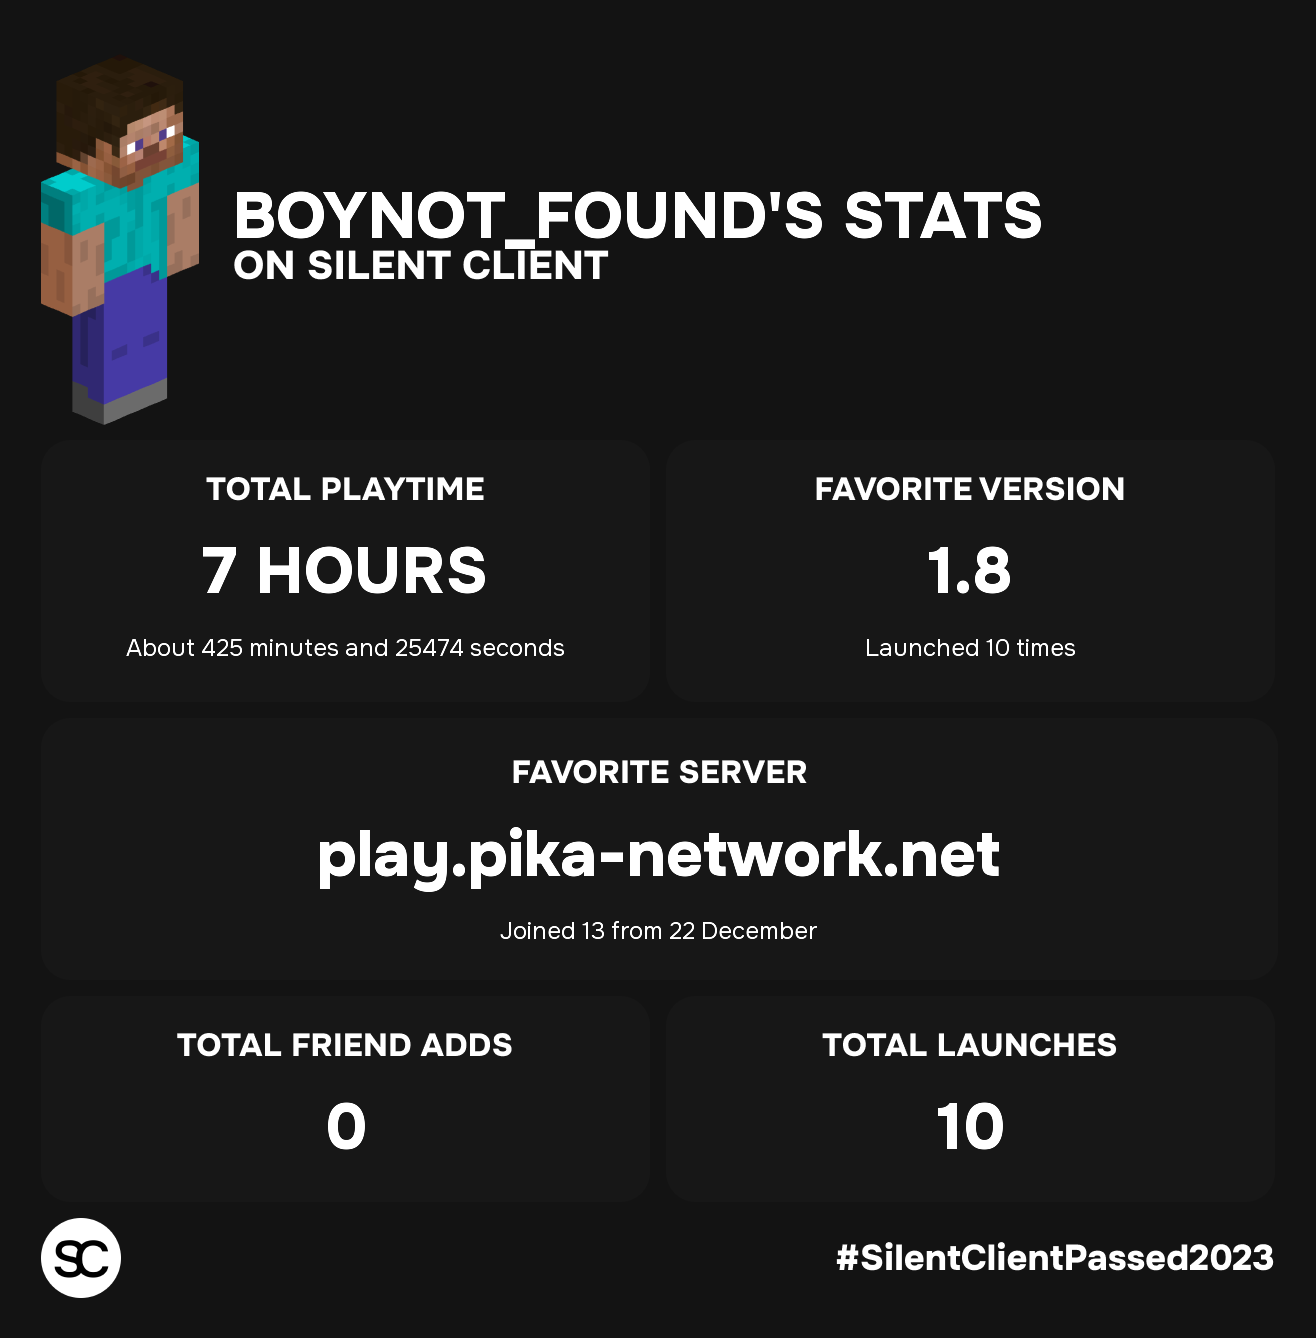 BOYNOT_FOUND'S STATS
ON SILENT CLIENT
TOTAL PLAYTIME
7 HOURS
About 425 minutes and 25474 seconds
FAVORITE VERSION
1.8
Launched 10 times
FAVORITE SERVER
play.pika-network.net
Joined 13 from 22 December
TOTAL FRIEND ADDS
0
TOTAL LAUNCHES
10
SC
#SilentClientPassed2023